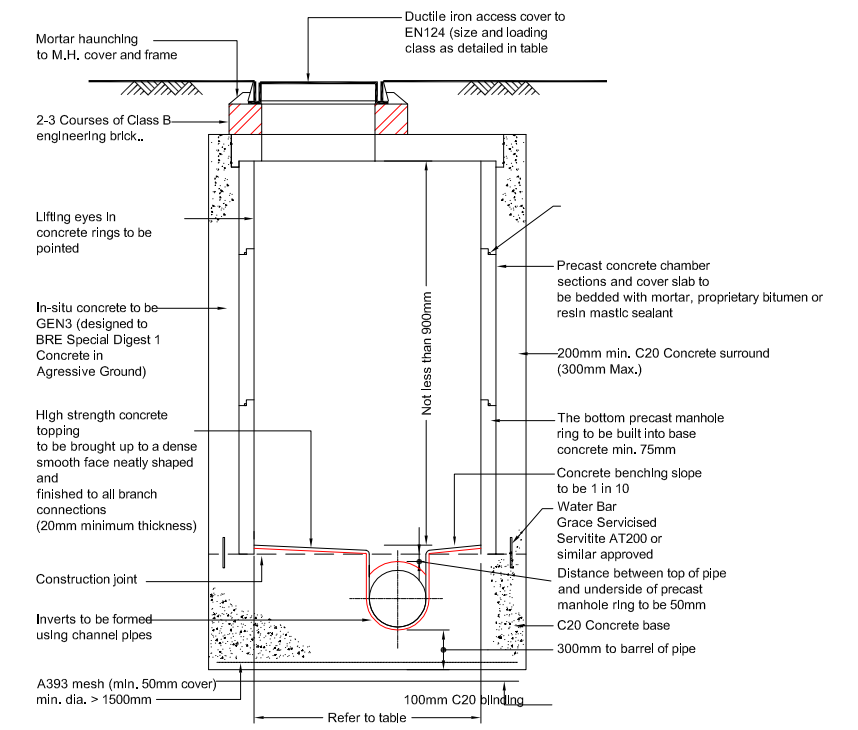 Ductile iron access cover to
EN124 (size and loading
class as detailed in table
Mortar haunching
to M.H. cover and frame
2-3 Courses of Class B
engineering brick..
Lifting eyes in
concrete rings to be
pointed
Precast concrete chamber
sections and cover slab to
be bedded with mortar, proprietary bitumen or
resin mastic sealant
In-situ concrete to be
GEN3 (designed to
BRE Special Digest 1
Concrete in
Agressive Ground)
Not less than 900mm
200mm min. C20 Concrete surround
(300mm Max.)
High strength concrete
topping
to be brought up to a dense
smooth face neatly shaped
and
finished to all branch
connections
(20mm minimum thickness)
The bottom precast manhole
ring to be built into base
concrete min. 75mm
Concrete benching slope
to be 1 in 10
Water Bar
Grace Servicised
Servitite AT200 or
similar approved
Construction joint
Distance between top of pipe
and underside of precast
manhole ring to be 50mm
Inverts to be formed
using channel pipes
C20 Concrete base
300mm to barrel of pipe
A393 mesh (min. 50mm cover)
min. dia. > 1500mm
100mm C20 blinding
Refer to table